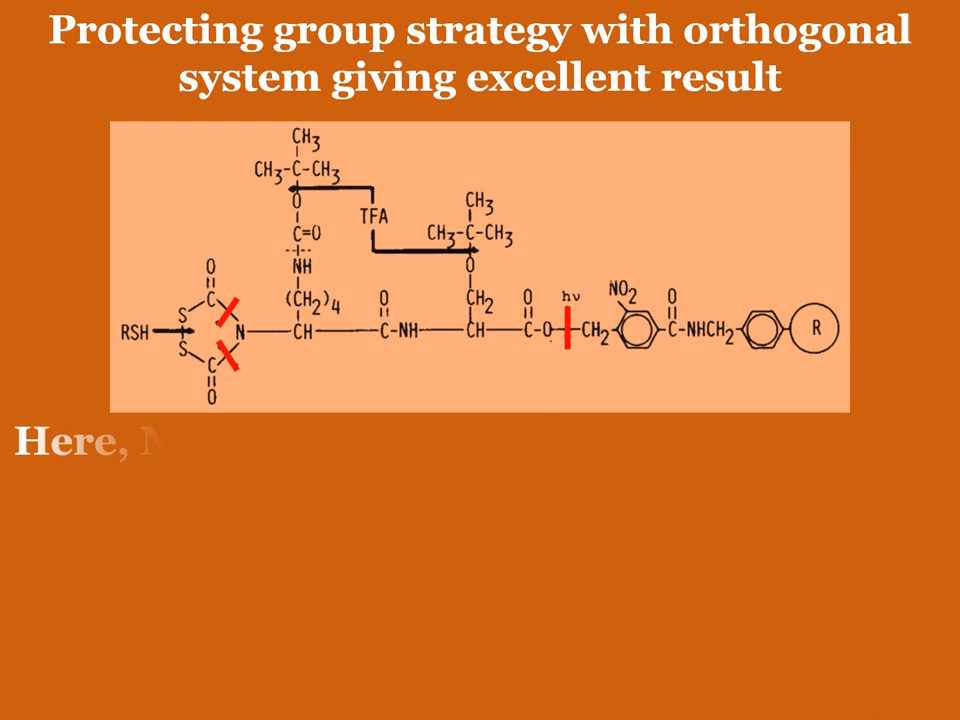 Protecting group strategy with orthogonal
system giving excellent result
CH3
CH3-C-CH3
O
C=O
NH
(CH2)4
TFA
CH3
CH3-C-CH3
O
CH2
O
C
S
RSH
S
C
O
N
CH
O
C-NH
CH
O
C-O
hν
CH2
NO2
O
C-NHCH2
R
Here,